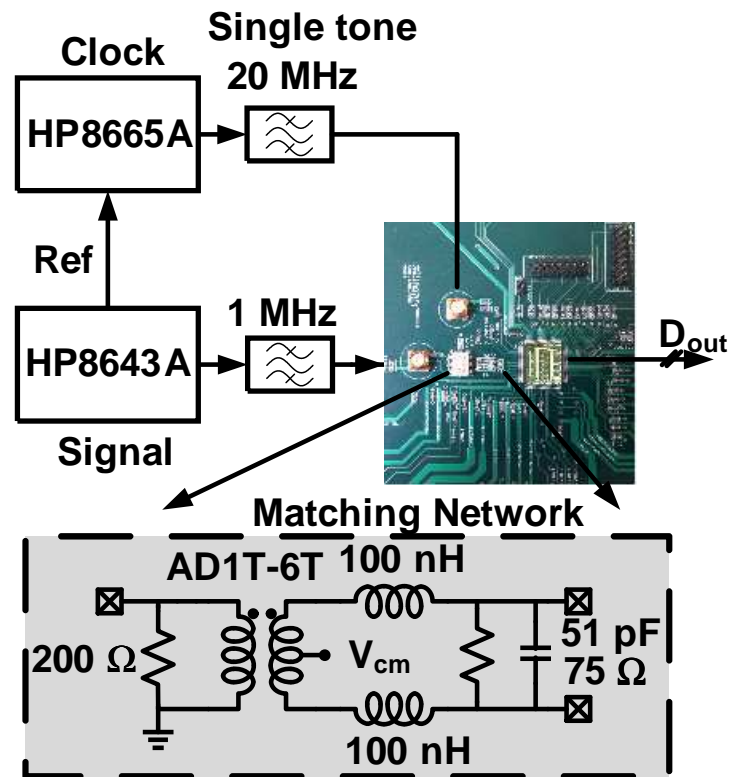 Single tone
Clock
20 MHz
HP8665A
Ref
1 MHz
HP8643A
Dout
Signal
Matching Network
AD1T-6T
100 nH
200 Ω
Vcm
51 pF
75 Ω
100 nH